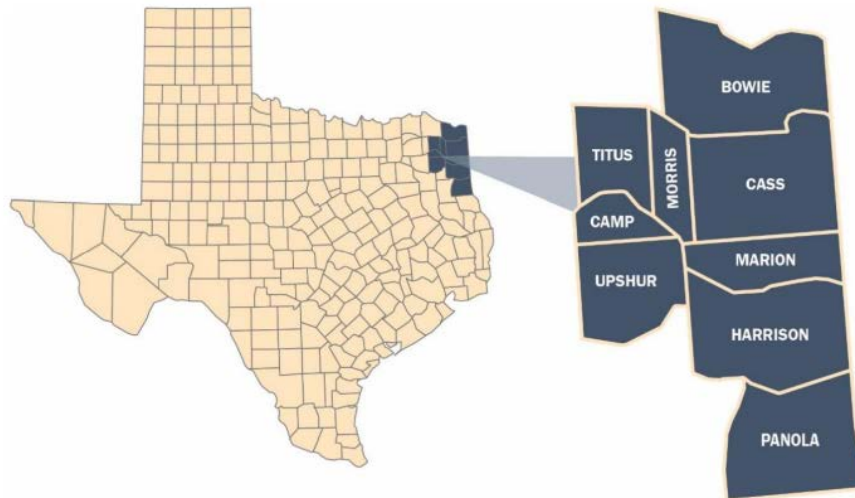 BOWIE
TITUS
MORRIS
CASS
CAMP
MARION
UPSHUR
HARRISON
PANOLA